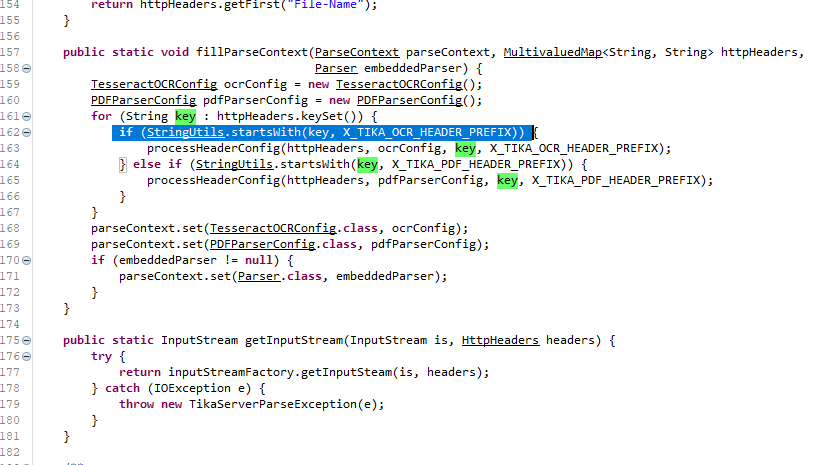 154 return httpHeaders.getFirst("File-Name");
155 }
156
157 public static void fillParseContext(ParseContext parseContext, MultivaluedMap<String, String> httpHeaders,
158 Parser embeddedParser) {
159 TesseractOCRConfig ocrConfig = new TesseractOCRConfig();
160 PDFParserConfig pdfParserConfig = new PDFParserConfig();
161 for (String key : httpHeaders.keySet()) {
162 if (StringUtils.startsWith(key, X_TIKA_OCR_HEADER_PREFIX)) {
163 processHeaderConfig(httpHeaders, ocrConfig, key, X_TIKA_OCR_HEADER_PREFIX);
164 } else if (StringUtils.startsWith(key, X_TIKA_PDF_HEADER_PREFIX)) {
165 processHeaderConfig(httpHeaders, pdfParserConfig, key, X_TIKA_PDF_HEADER_PREFIX);
166 }
167 }
168 parseContext.set(TesseractOCRConfig.class, ocrConfig);
169 parseContext.set(PDFParserConfig.class, pdfParserConfig);
170 if (embeddedParser != null) {
171 parseContext.set(Parser.class, embeddedParser);
172 }
173 }
174
175 public static InputStream getInputStream(InputStream is, HttpHeaders headers) {
176 try {
177 return inputStreamFactory.getInputSteam(is, headers);
178 } catch (IOException e) {
179 throw new TikaServerParseException(e);
180 }
181 }
182
/**